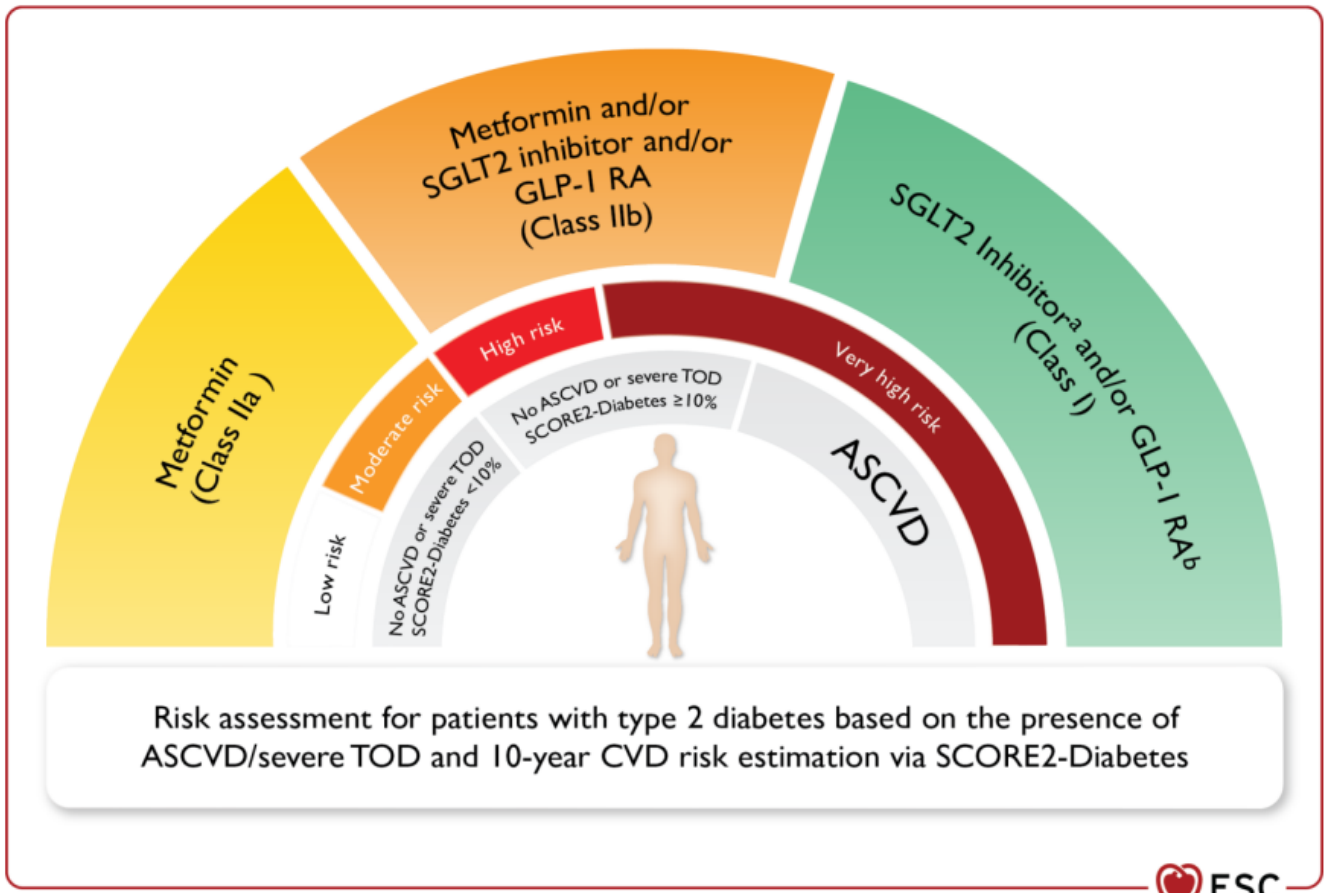 Metformin and/or
SGLT2 inhibitor and/or
GLP-1 RA
(Class IIb)
SGLT2 Inhibitorᵃ and/or GLP-1 RAᵇ
(Class I)
Metformin
(Class IIa )
High risk
Very high risk
Moderate risk
Low risk
No ASCVD or severe TOD
SCORE2-Diabetes ≥10%
No ASCVD or severe TOD
SCORE2-Diabetes <10%
ASCVD
Risk assessment for patients with type 2 diabetes based on the presence of
ASCVD/severe TOD and 10-year CVD risk estimation via SCORE2-Diabetes
ESC